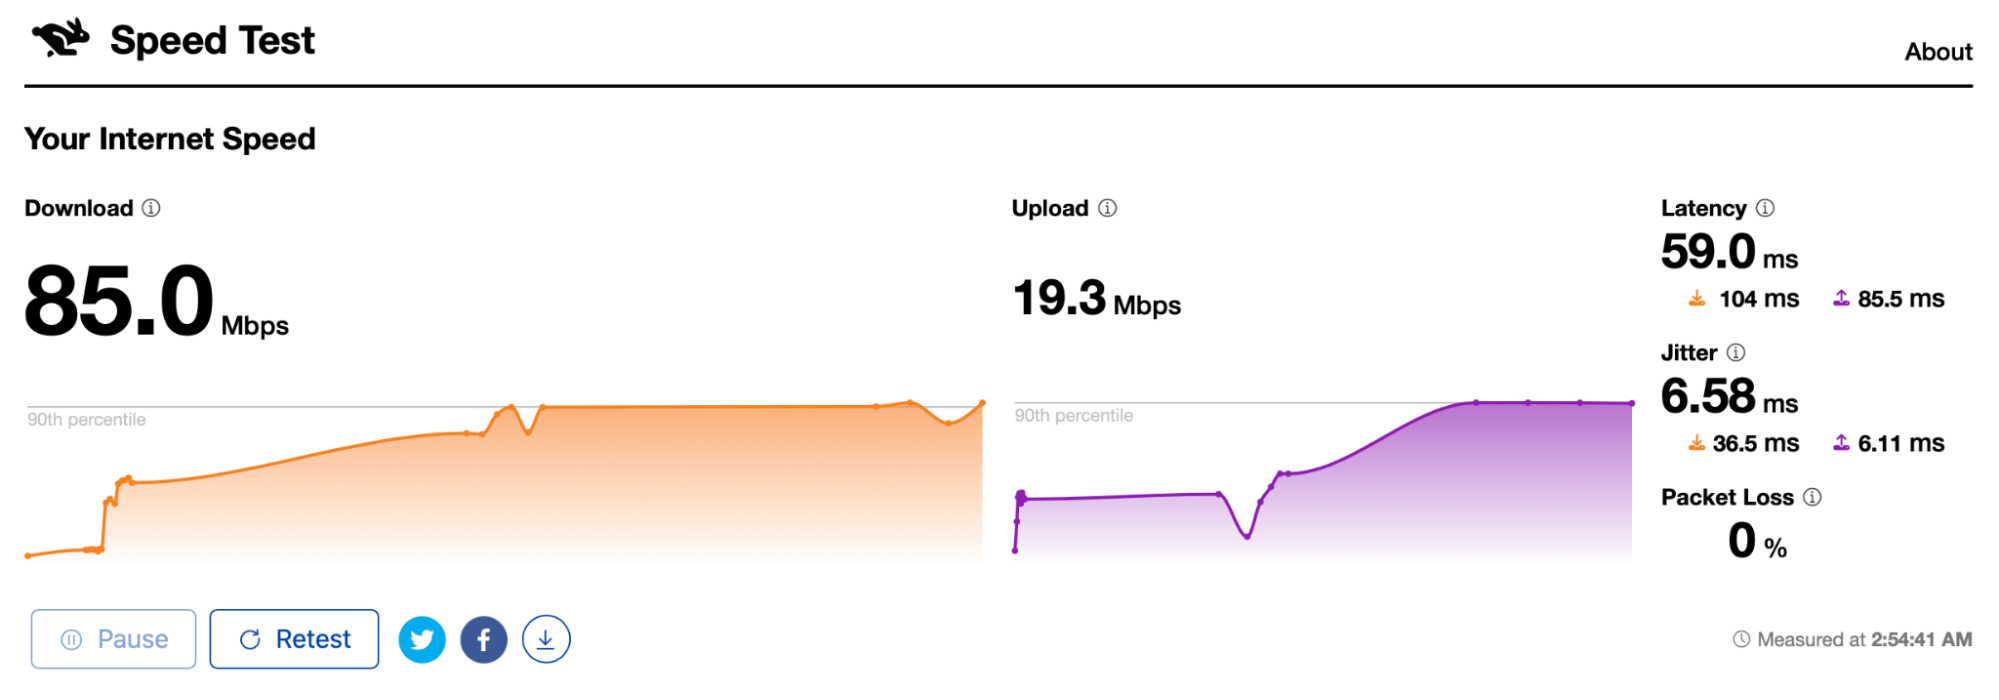 Speed Test
About
Your Internet Speed
Download
85.0 Mbps
90th percentile
Upload
19.3 Mbps
90th percentile
Latency
59.0 ms
104 ms 85.5 ms
Jitter
6.58 ms
36.5 ms 6.11 ms
Packet Loss
0 %
Pause Retest
Measured at 2:54:41 AM